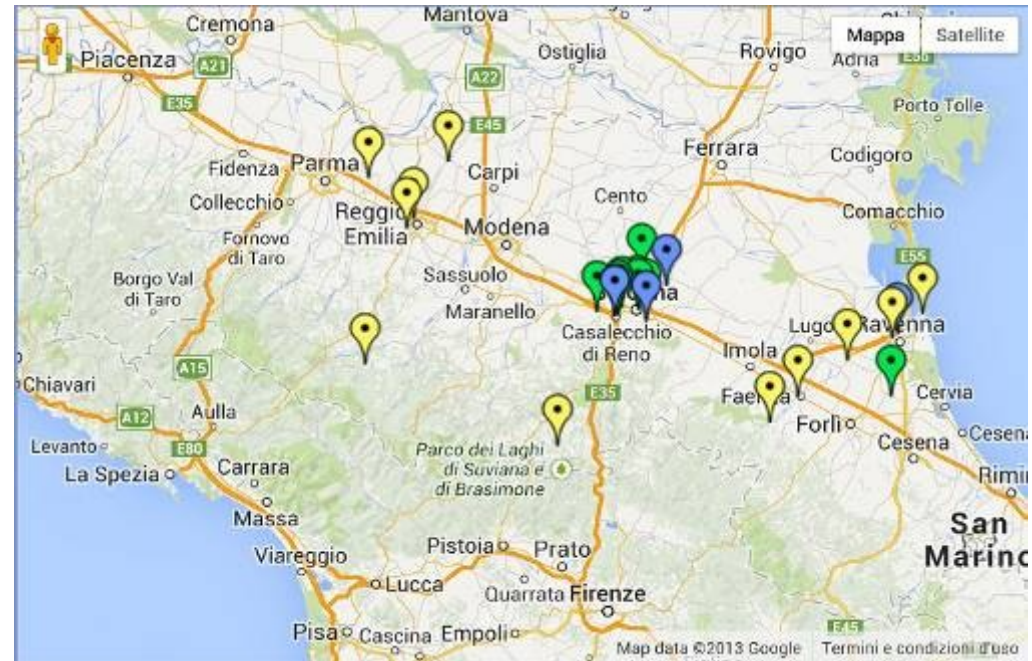 Cremona
Mantova
Mappa
Satellite
Ostiglia
Rovigo
Adria
E55
Piacenza
A21
A22
E35
E45
Porto Tolle
Fidenza
Parma
Carpi
Ferrara
Codigoro
Collecchio
Reggio
Emilia
Cento
Comacchio
Fornovo
di Taro
Modena
E55
Borgo Val
di Taro
Sassuolo
Maranello
Casalecchio
di Reno
Lugo
Ravenna
Imola
A15
E35
Chiavari
Cervia
A12
Aulla
Forlì
Levanto
E80
Parco dei Laghi
di Suviana e
di Brasimone
Cesena
Cesena
La Spezia
Carrara
Rimi
Massa
San
Marino
Pistoia
Prato
Viareggio
Lucca
Quarrata
Firenze
Pisa
Cascina
Empoli
E45
Map data ©2013 Google
Termini e condizioni d'uso